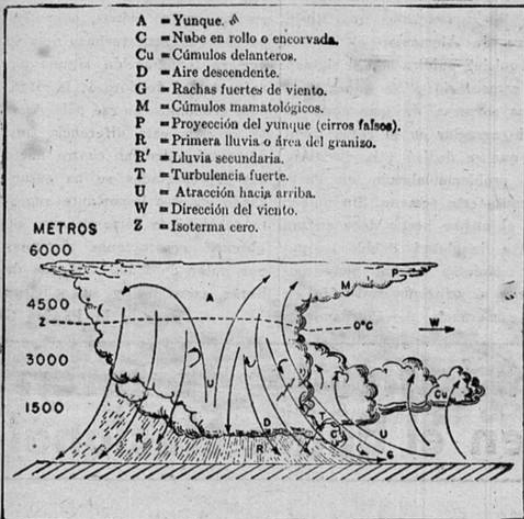 A = Yunque.
C = Nube en rollo o encorvada.
Cu = Cúmulos delanteros.
D = Aire descendente.
G = Rachas fuertes de viento.
M = Cúmulos mamatológicos.
P = Proyección del yunque (cirros falsos).
R = Primera lluvia o área del granizo.
R' = Lluvia secundaria.
T = Turbulencia fuerte.
U = Atracción hacia arriba.
W = Dirección del viento.
Z = Isoterma cero.
METROS
6000
P
M
A
4500
Z
0°C
W
3000
Cu
U
1500
T
D
C
U
R
R
G